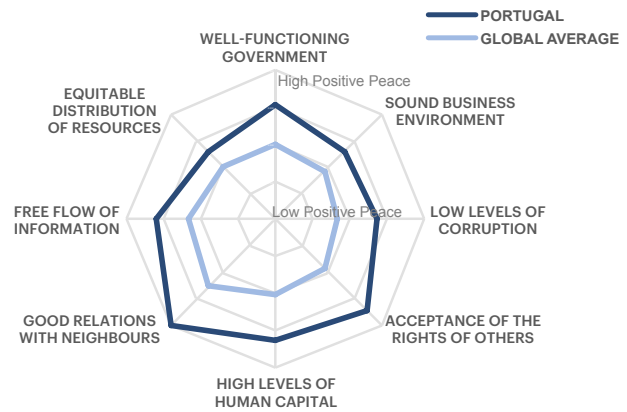 PORTUGAL
GLOBAL AVERAGE
WELL-FUNCTIONING
GOVERNMENT
High Positive Peace
EQUITABLE
DISTRIBUTION
OF RESOURCES
SOUND BUSINESS
ENVIRONMENT
FREE FLOW OF
INFORMATION
Low Positive Peace
LOW LEVELS OF
CORRUPTION
GOOD RELATIONS
WITH NEIGHBOURS
ACCEPTANCE OF THE
RIGHTS OF OTHERS
HIGH LEVELS OF
HUMAN CAPITAL